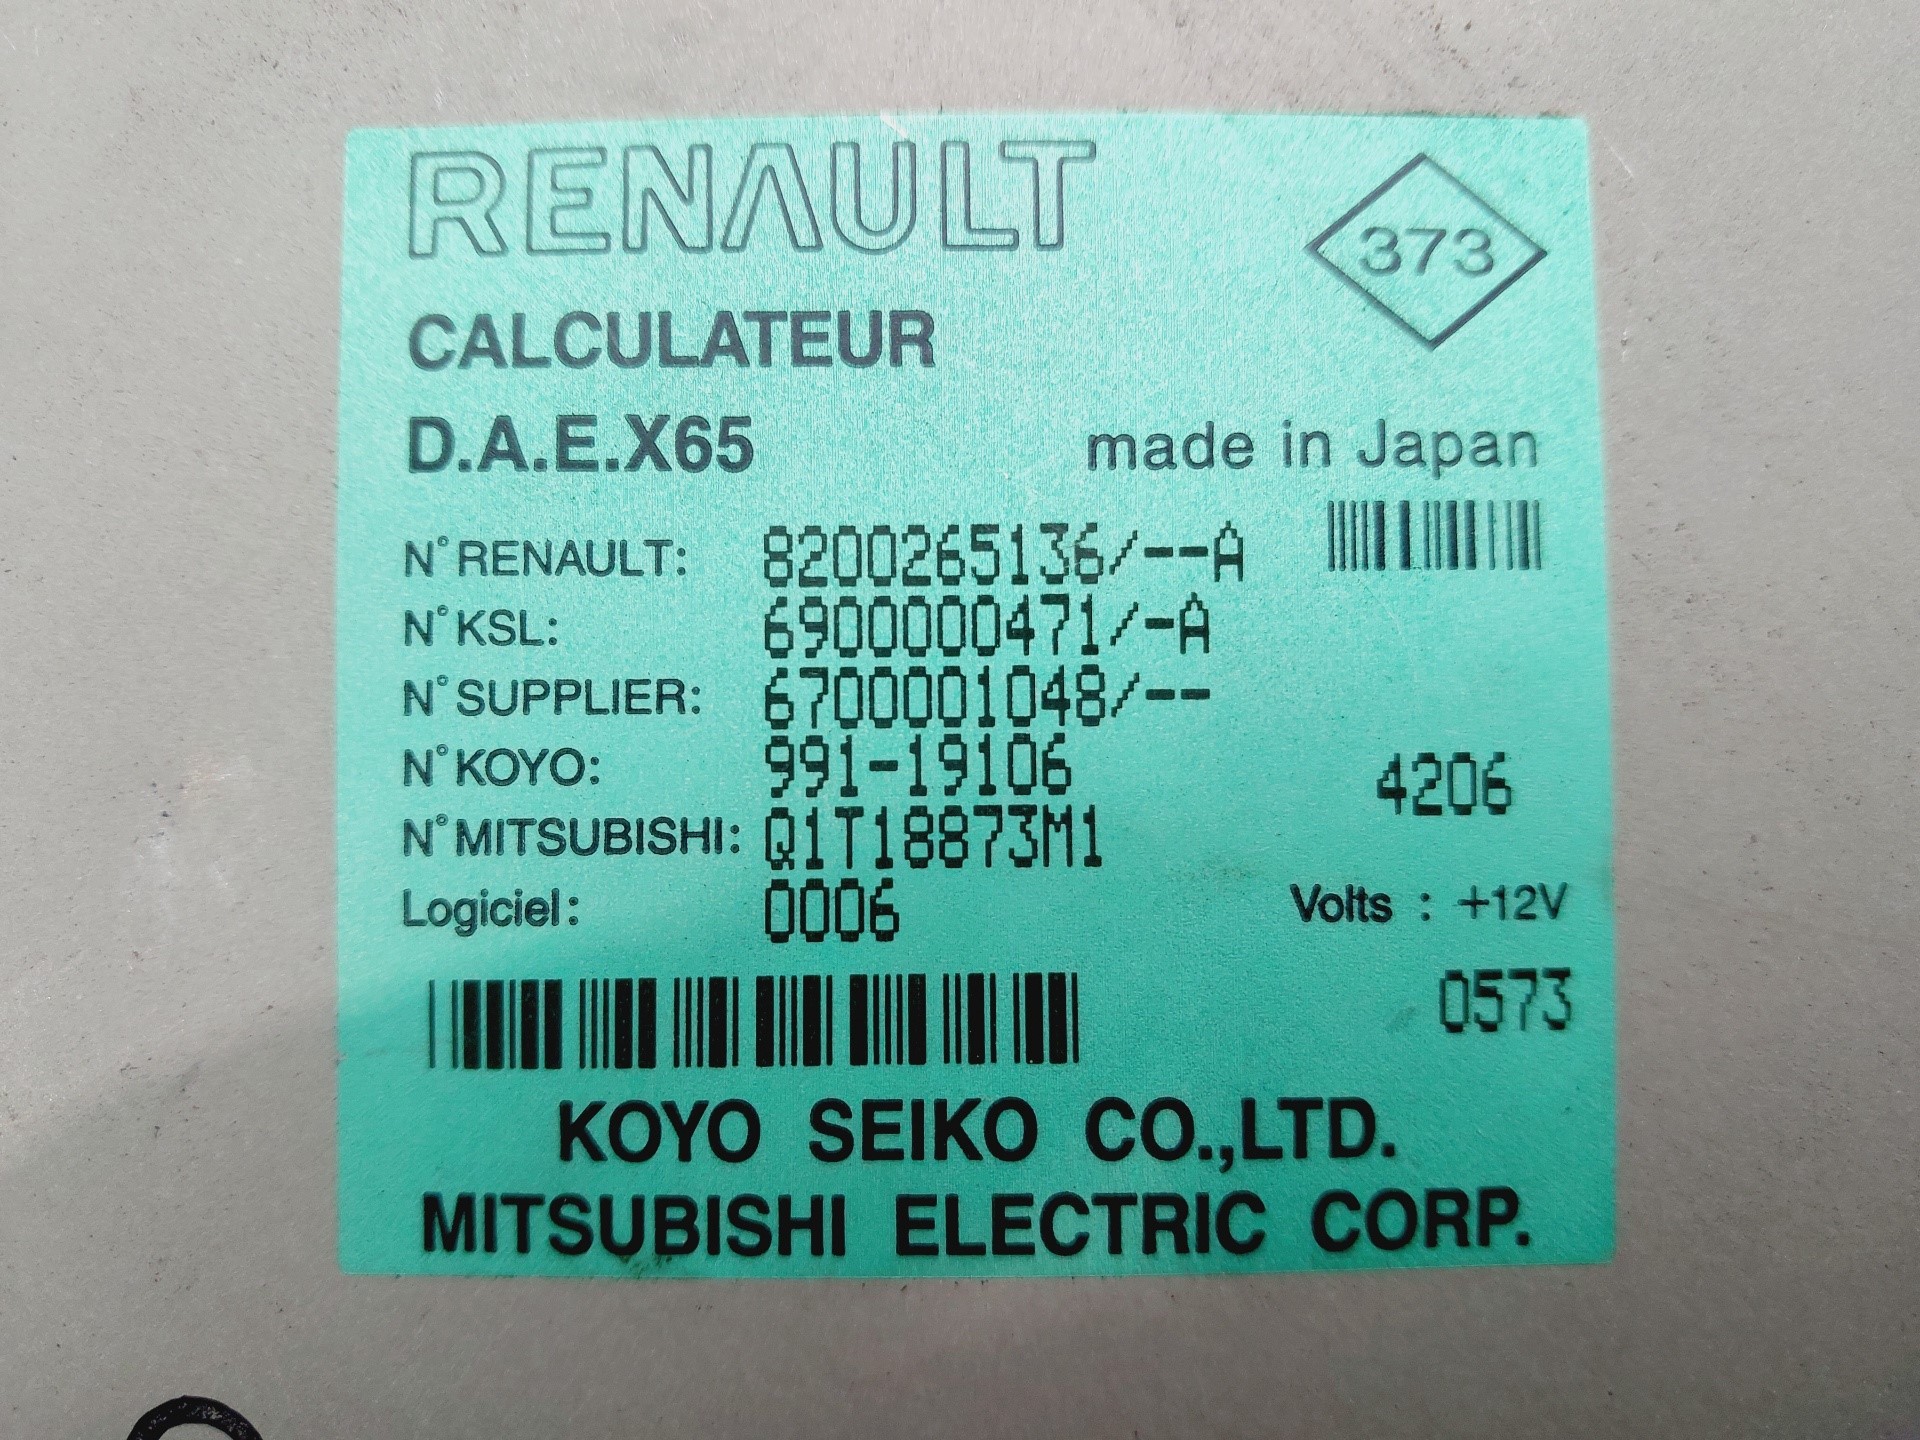 RENAULT
373
CALCULATEUR
D.A.E.X65 made in Japan
N° RENAULT: 8200265136/--A
N° KSL: 6900000471/-A
N° SUPPLIER: 6700001048/--
N° KOYO: 991-19106 4206
N° MITSUBISHI: Q1T18873M1
Logiciel: 0006 Volts : +12V
0573
KOYO SEIKO CO.,LTD.
MITSUBISHI ELECTRIC CORP.